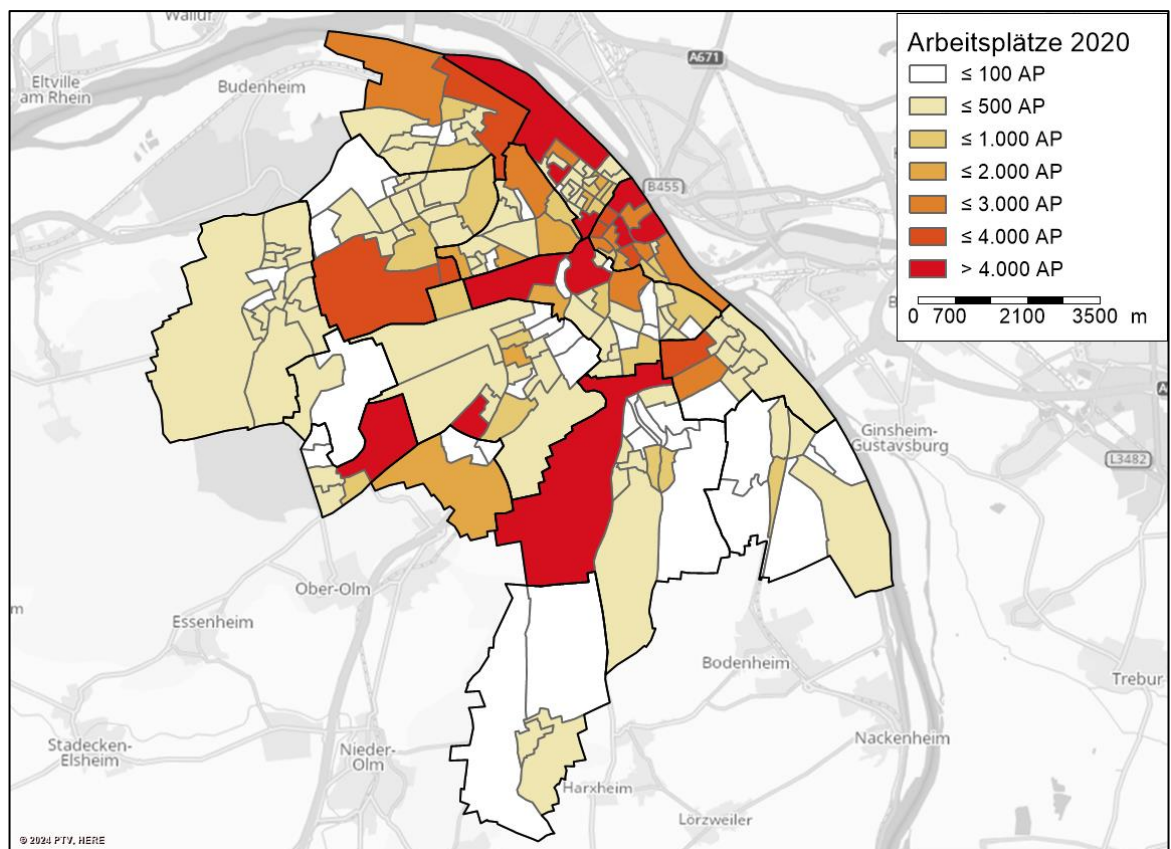 Walluf
Eltville
am Rhein
Budenheim
A671
B455
Arbeitsplätze 2020
≤ 100 AP
≤ 500 AP
≤ 1.000 AP
≤ 2.000 AP
≤ 3.000 AP
≤ 4.000 AP
> 4.000 AP
0 700 2100 3500 m
Ginsheim-
Gustavsburg
L3482
Ober-Olm
Essenheim
Bodenheim
Trebur
Stadecken-
Elsheim
Nieder-
Olm
Nackenheim
Harxheim
Lörzweiler
© 2024 PTV, HERE